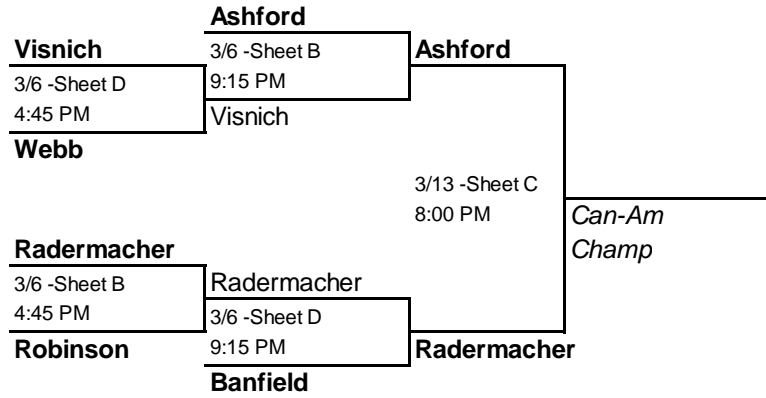 Ashford
Visnich
3/6 -Sheet B
Ashford
3/6 -Sheet D
9:15 PM
4:45 PM
Visnich
Webb
3/13 -Sheet C
8:00 PM
Can-Am
Champ
Radermacher
3/6 -Sheet B
Radermacher
4:45 PM
3/6 -Sheet D
Robinson
9:15 PM
Radermacher
Banfield